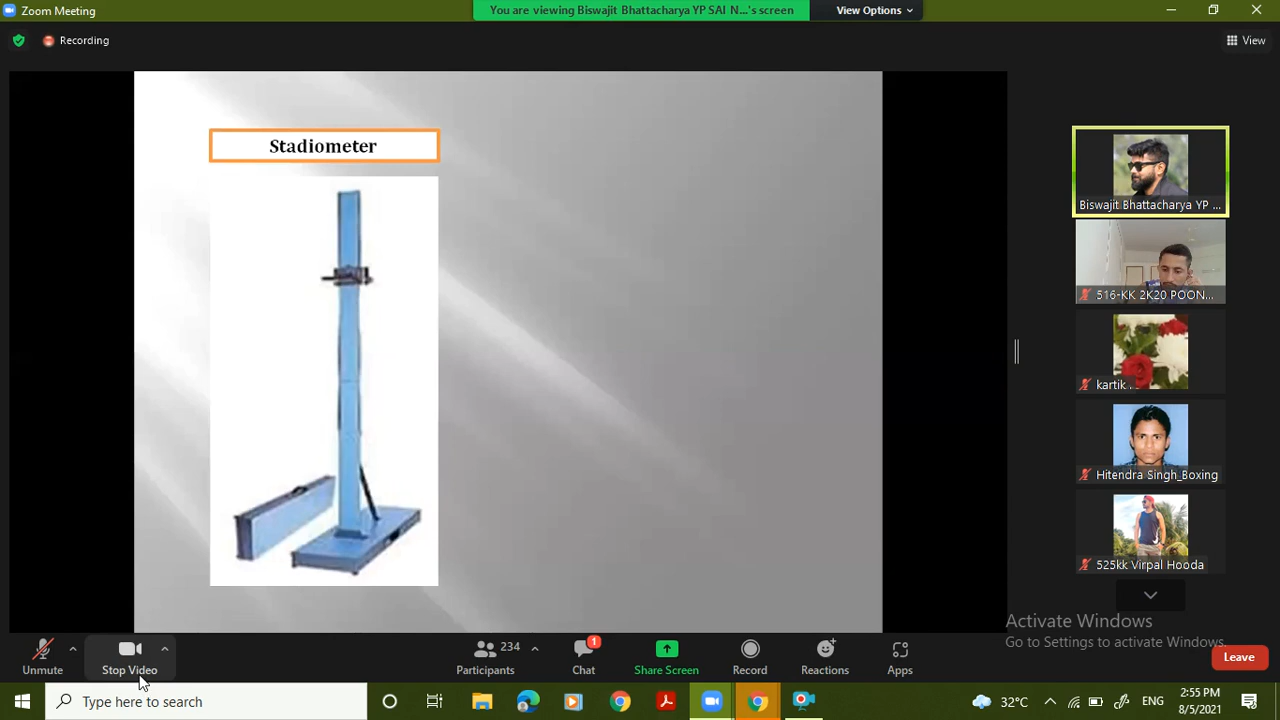 Zoom Meeting
You are viewing Biswajit Bhattacharya YP SAI N...'s screen
View Options
Recording
View
Stadiometer
Biswajit Bhattacharya YP ...
516-KK 2K20 POON...
kartik
Hitendra Singh_Boxing
525kk Virpal Hooda
Activate Windows
Go to Settings to activate Windows.
Unmute
Stop Video
234
Participants
1
Chat
Share Screen
Record
Reactions
Apps
Leave
Type here to search
32°C
ENG
2:55 PM
8/5/2021